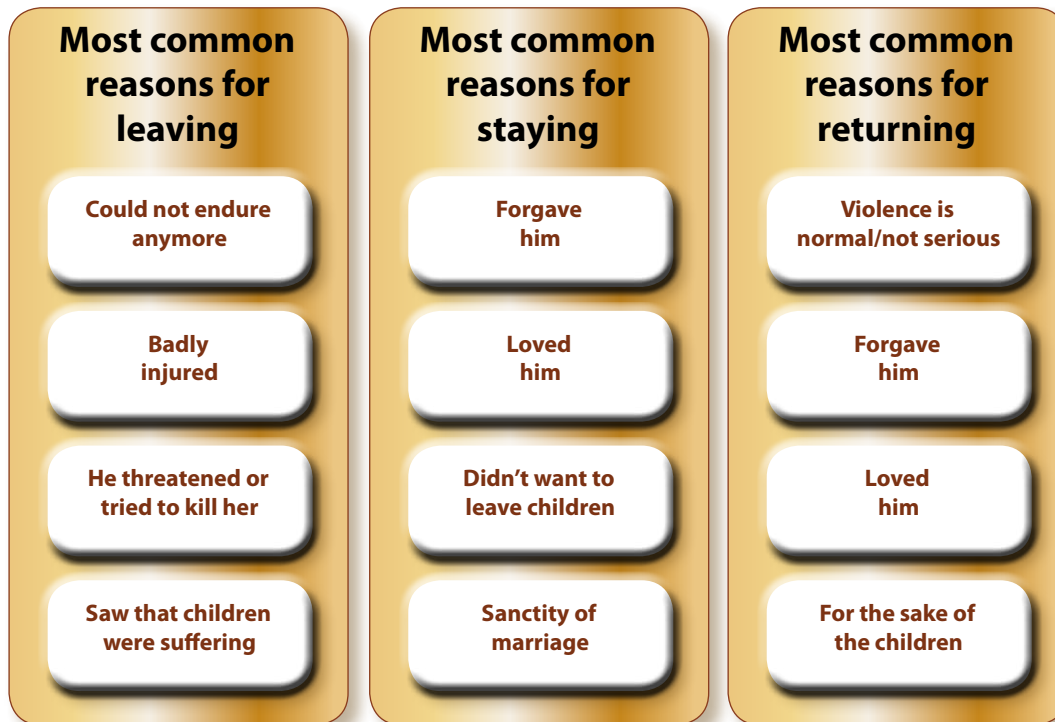 Most common
reasons for
leaving
Could not endure
anymore
Badly
injured
He threatened or
tried to kill her
Saw that children
were suffering
Most common
reasons for
staying
Forgave
him
Loved
him
Didn’t want to
leave children
Sanctity of
marriage
Most common
reasons for
returning
Violence is
normal/not serious
Forgave
him
Loved
him
For the sake of
the children